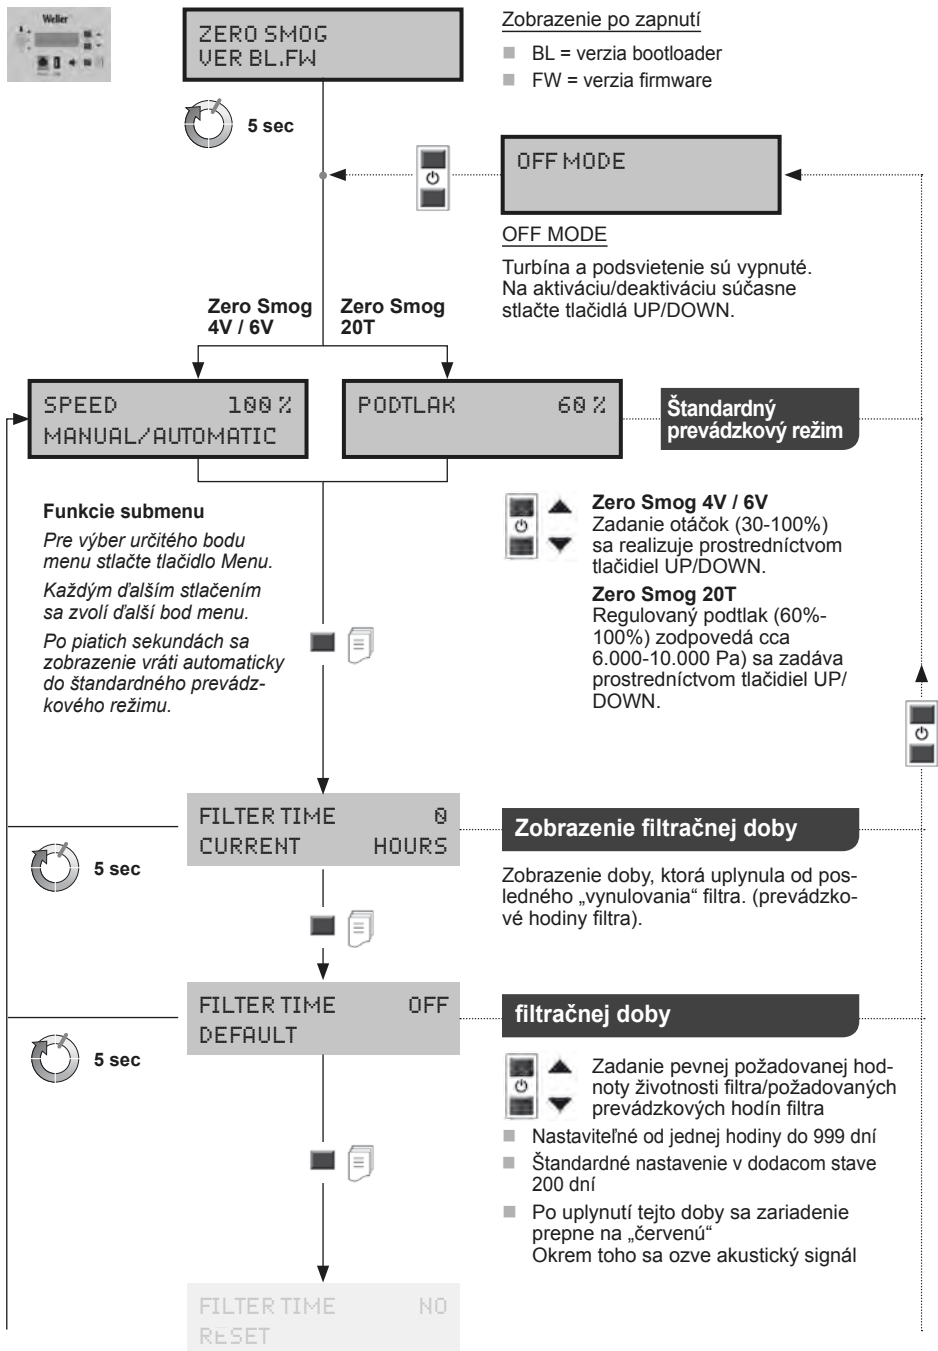 Weller
ZERO SMOG
VER BL.FW
Zobrazenie po zapnutí
BL = verzia bootloader
FW = verzia firmware
5 sec
OFF MODE
OFF MODE
Turbína a podsvietenie sú vypnuté.
Na aktiváciu/deaktiváciu súčasne
stlačte tlačidlá UP/DOWN.
Zero Smog
4V / 6V
Zero Smog
20T
SPEED 100 %
MANUAL/AUTOMATIC
PODTLAK 60 %
Štandardný
prevádzkový režim
Funkcie submenu
Pre výber určitého bodu
menu stlačte tlačidlo Menu.
Každým ďalším stlačením
sa zvolí ďalší bod menu.
Po piatich sekundách sa
zobrazenie vráti automaticky
do štandardného prevádz-
kového režimu.
Zero Smog 4V / 6V
Zadanie otáčok (30-100%)
sa realizuje prostredníctvom
tlačidiel UP/DOWN.
Zero Smog 20T
Regulovaný podtlak (60%-
100%) zodpovedá cca
6.000-10.000 Pa) sa zadáva
prostredníctvom tlačidiel UP/
DOWN.
FILTER TIME 0
CURRENT HOURS
5 sec
Zobrazenie filtračnej doby
Zobrazenie doby, ktorá uplynula od pos-
ledného „vynulovania“ filtra. (prevádzko-
vé hodiny filtra).
FILTER TIME OFF
DEFAULT
5 sec
filtračnej doby
Zadanie pevnej požadovanej hod-
noty životnosti filtra/požadovaných
prevádzkových hodín filtra
Nastaviteľné od jednej hodiny do 999 dní
Štandardné nastavenie v dodacom stave
200 dní
Po uplynutí tejto doby sa zariadenie
prepne na „červenú“
Okrem toho sa ozve akustický signál
FILTER TIME NO
RESET